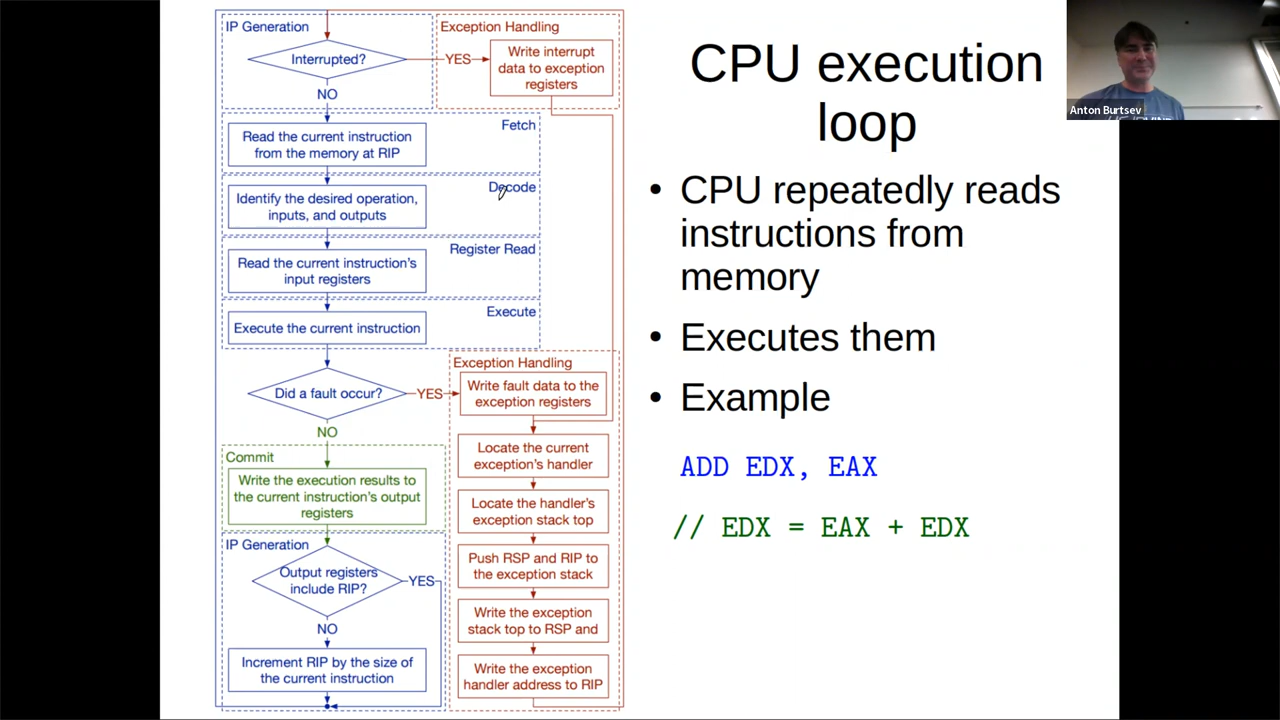 IP Generation
Interrupted?
YES
NO
Exception Handling
Write interrupt
data to exception
registers
Fetch
Read the current instruction
from the memory at RIP
Decode
Identify the desired operation,
inputs, and outputs
Register Read
Read the current instruction's
input registers
Execute
Execute the current instruction
Did a fault occur?
YES
NO
Exception Handling
Write fault data to the
exception registers
Locate the current
exception's handler
Locate the handler's
exception stack top
Push RSP and RIP to
the exception stack
Write the exception
stack top to RSP and
Write the exception
handler address to RIP
Commit
Write the execution results to
the current instruction's output
registers
IP Generation
Output registers
include RIP?
YES
NO
Increment RIP by the size of
the current instruction
CPU execution
loop
• CPU repeatedly reads
instructions from
memory
• Executes them
• Example
ADD EDX, EAX
// EDX = EAX + EDX
Anton Burtsev